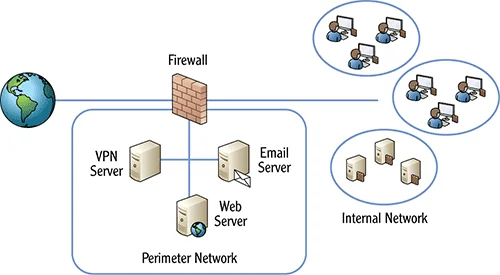 Firewall
VPN
Server
Email
Server
Web
Server
Perimeter Network
Internal Network